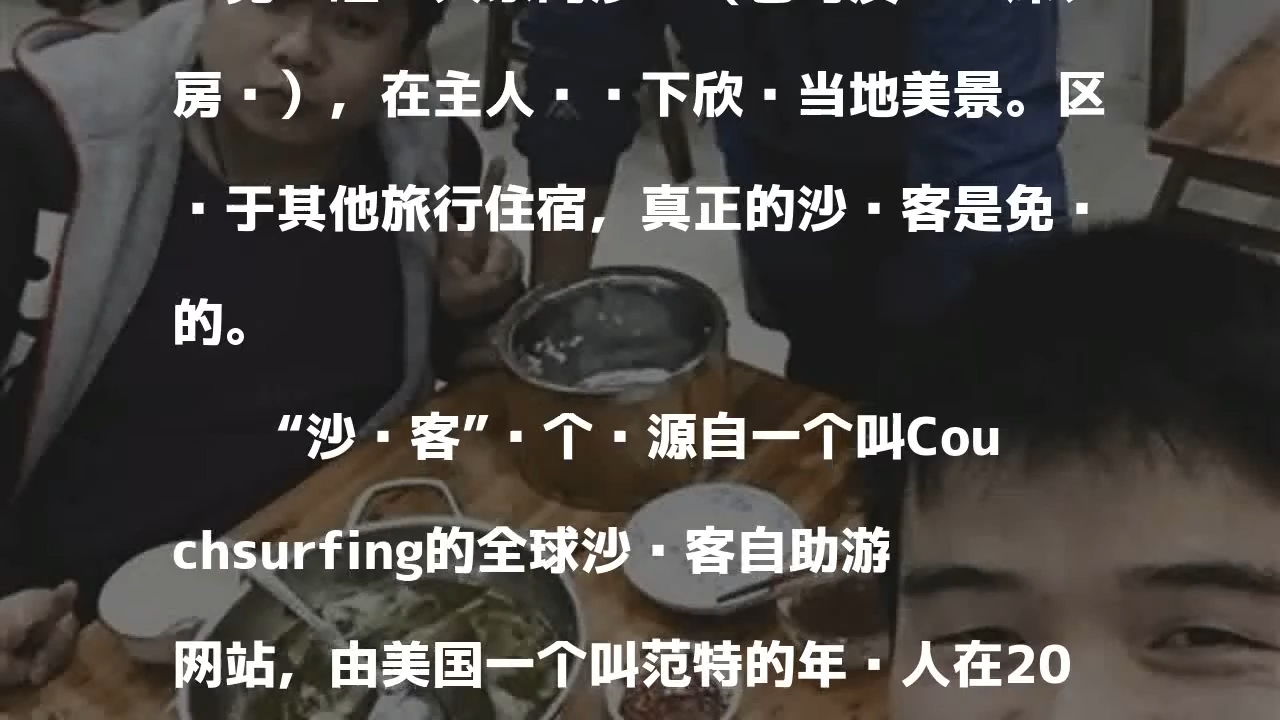 房·），在主人··下欣·当地美景。区
·于其他旅行住宿，真正的沙·客是免·
的。
“沙·客”·个·源自一个叫Cou
chsurfing的全球沙·客自助游
网站，由美国一个叫范特的年·人在20